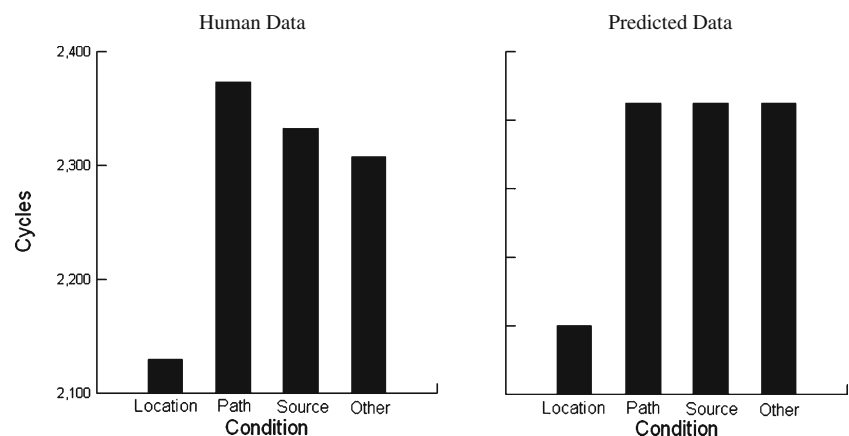 Human Data
2,400
2,300
2,200
2,100
Cycles
Location Path Source Other
Condition
Predicted Data
Location Path Source Other
Condition